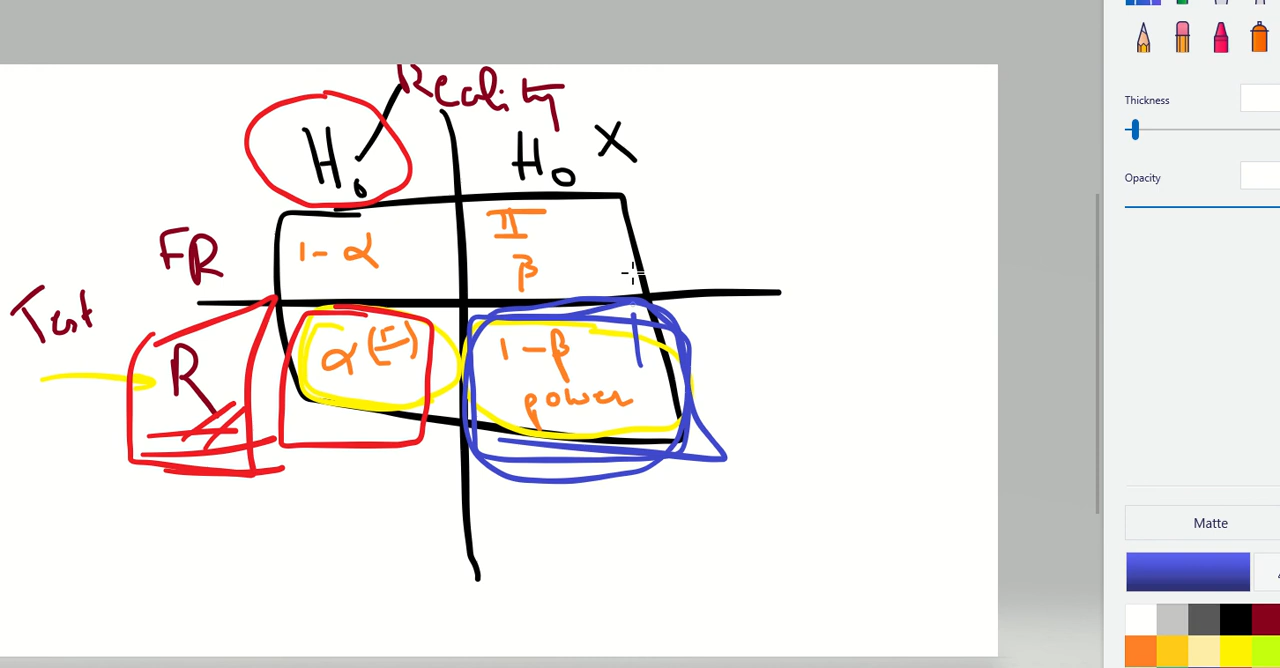 Reality
H₀ H₀ X
FR 1-α II
β
Test
R α (I) 1-β
power
Thickness
Opacity
Matte